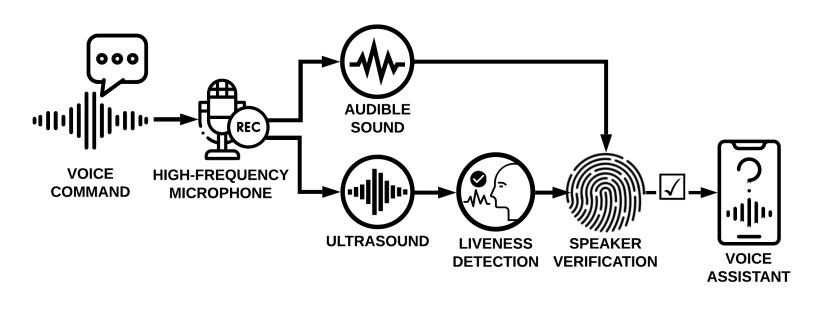 VOICE
COMMAND
REC
HIGH-FREQUENCY
MICROPHONE
AUDIBLE
SOUND
ULTRASOUND
LIVENESS
DETECTION
SPEAKER
VERIFICATION
VOICE
ASSISTANT